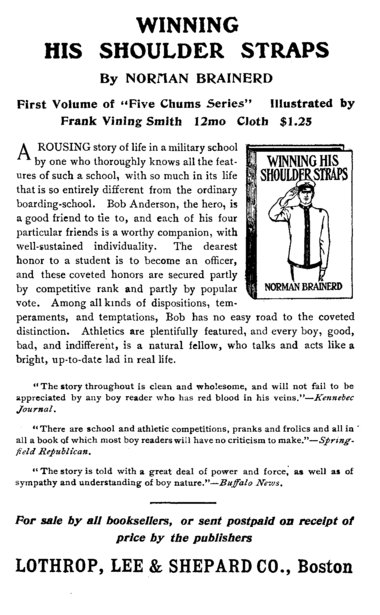 WINNING
HIS SHOULDER STRAPS
By NORMAN BRAINERD
First Volume of "Five Chums Series" Illustrated by
Frank Vining Smith 12mo Cloth $1.25
A ROUSING story of life in a military school
by one who thoroughly knows all the feat-
ures of such a school, with so much in its life
that is so entirely different from the ordinary
boarding-school. Bob Anderson, the hero, is
a good friend to tie to, and each of his four
particular friends is a worthy companion, with
well-sustained individuality. The dearest
honor to a student is to become an officer,
and these coveted honors are secured partly
by competitive rank and partly by popular
vote. Among all kinds of dispositions, tem-
peraments, and temptations, Bob has no easy road to the coveted
distinction. Athletics are plentifully featured, and every boy, good,
bad, and indifferent, is a natural fellow, who talks and acts like a
bright, up-to-date lad in real life.
WINNING HIS
SHOULDER STRAPS
NORMAN BRAINERD
"The story throughout is clean and wholesome, and will not fail to be
appreciated by any boy reader who has red blood in his veins."—Kennebec
Journal.
"There are school and athletic competitions, pranks and frolics and all in
all a book of which most boy readers will have no criticism to make."—Spring-
field Republican.
"The story is told with a great deal of power and force, as well as of
sympathy and understanding of boy nature."—Buffalo News.
For sale by all booksellers, or sent postpaid on receipt of
price by the publishers
LOTHROP, LEE & SHEPARD CO., Boston